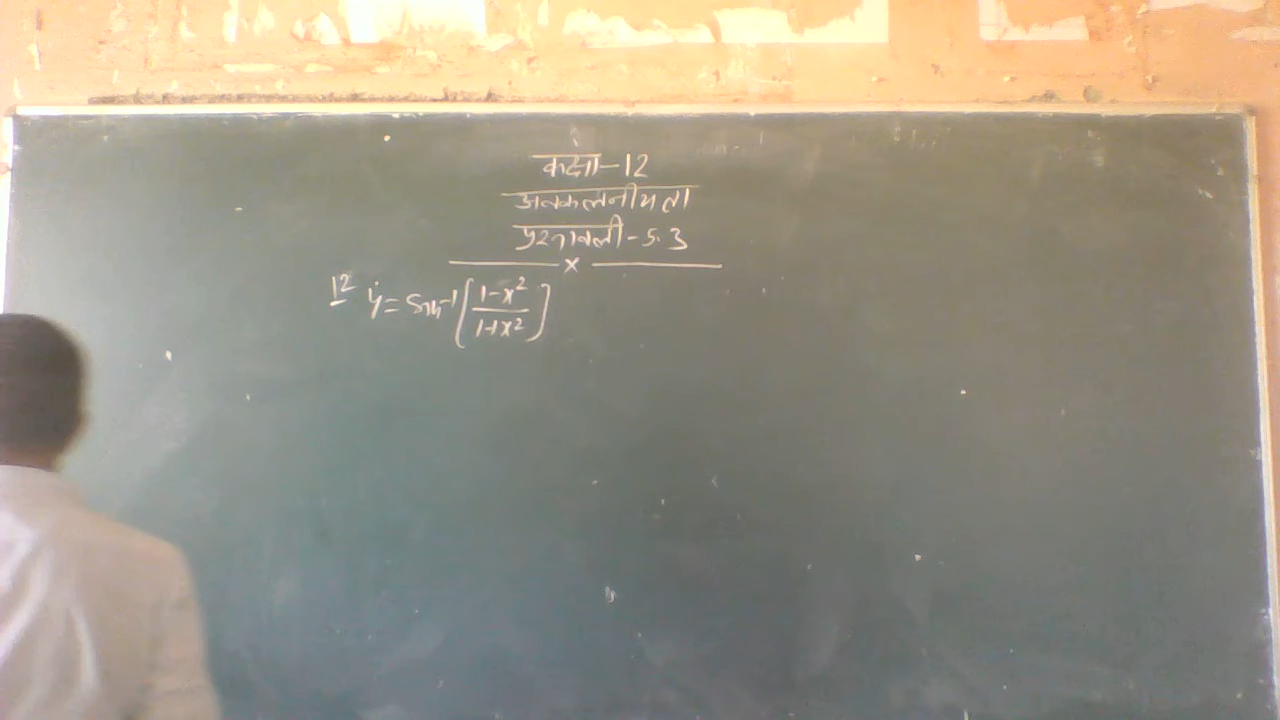 कक्षा-12
अवकलनीयता
प्रश्नावली-5.3
x
12 y = sin⁻¹[(1-x²)/(1+x²)]